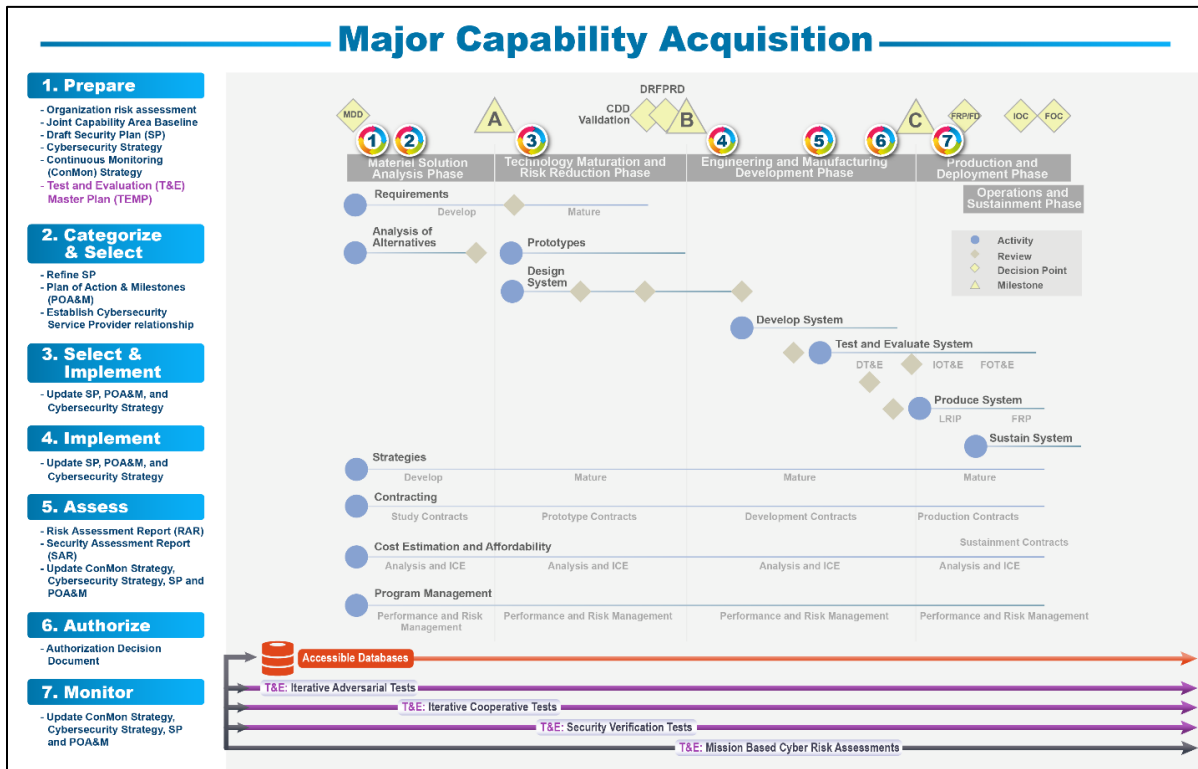 Major Capability Acquisition
1. Prepare
- Organization risk assessment
- Joint Capability Area Baseline
- Draft Security Plan (SP)
- Cybersecurity Strategy
- Continuous Monitoring
(ConMon) Strategy
- Test and Evaluation (T&E)
Master Plan (TEMP)
2. Categorize
& Select
- Refine SP
- Plan of Action & Milestones
(POA&M)
- Establish Cybersecurity
Service Provider relationship
3. Select &
Implement
- Update SP, POA&M, and
Cybersecurity Strategy
4. Implement
- Update SP, POA&M, and
Cybersecurity Strategy
5. Assess
- Risk Assessment Report (RAR)
- Security Assessment Report
(SAR)
- Update ConMon Strategy,
Cybersecurity Strategy, SP and
POA&M
6. Authorize
- Authorization Decision
Document
7. Monitor
- Update ConMon Strategy,
Cybersecurity Strategy, SP
and POA&M
DRFPRD
CDD
Validation
MDD
A
B
C
FRP/FD
IOC
FOC
1
2
3
4
5
6
7
Materiel Solution
Analysis Phase
Technology Maturation and
Risk Reduction Phase
Engineering and Manufacturing
Development Phase
Production and
Deployment Phase
Operations and
Sustainment Phase
Requirements
Develop
Mature
Analysis of
Alternatives
Prototypes
Design
System
Activity
Review
Decision Point
Milestone
Develop System
Test and Evaluate System
DT&E
IOT&E
FOT&E
Produce System
LRIP
FRP
Sustain System
Strategies
Develop
Mature
Mature
Mature
Contracting
Study Contracts
Prototype Contracts
Development Contracts
Production Contracts
Sustainment Contracts
Cost Estimation and Affordability
Analysis and ICE
Analysis and ICE
Analysis and ICE
Analysis and ICE
Program Management
Performance and Risk
Management
Performance and Risk Management
Performance and Risk Management
Performance and Risk Management
Accessible Databases
T&E: Iterative Adversarial Tests
T&E: Iterative Cooperative Tests
T&E: Security Verification Tests
T&E: Mission Based Cyber Risk Assessments